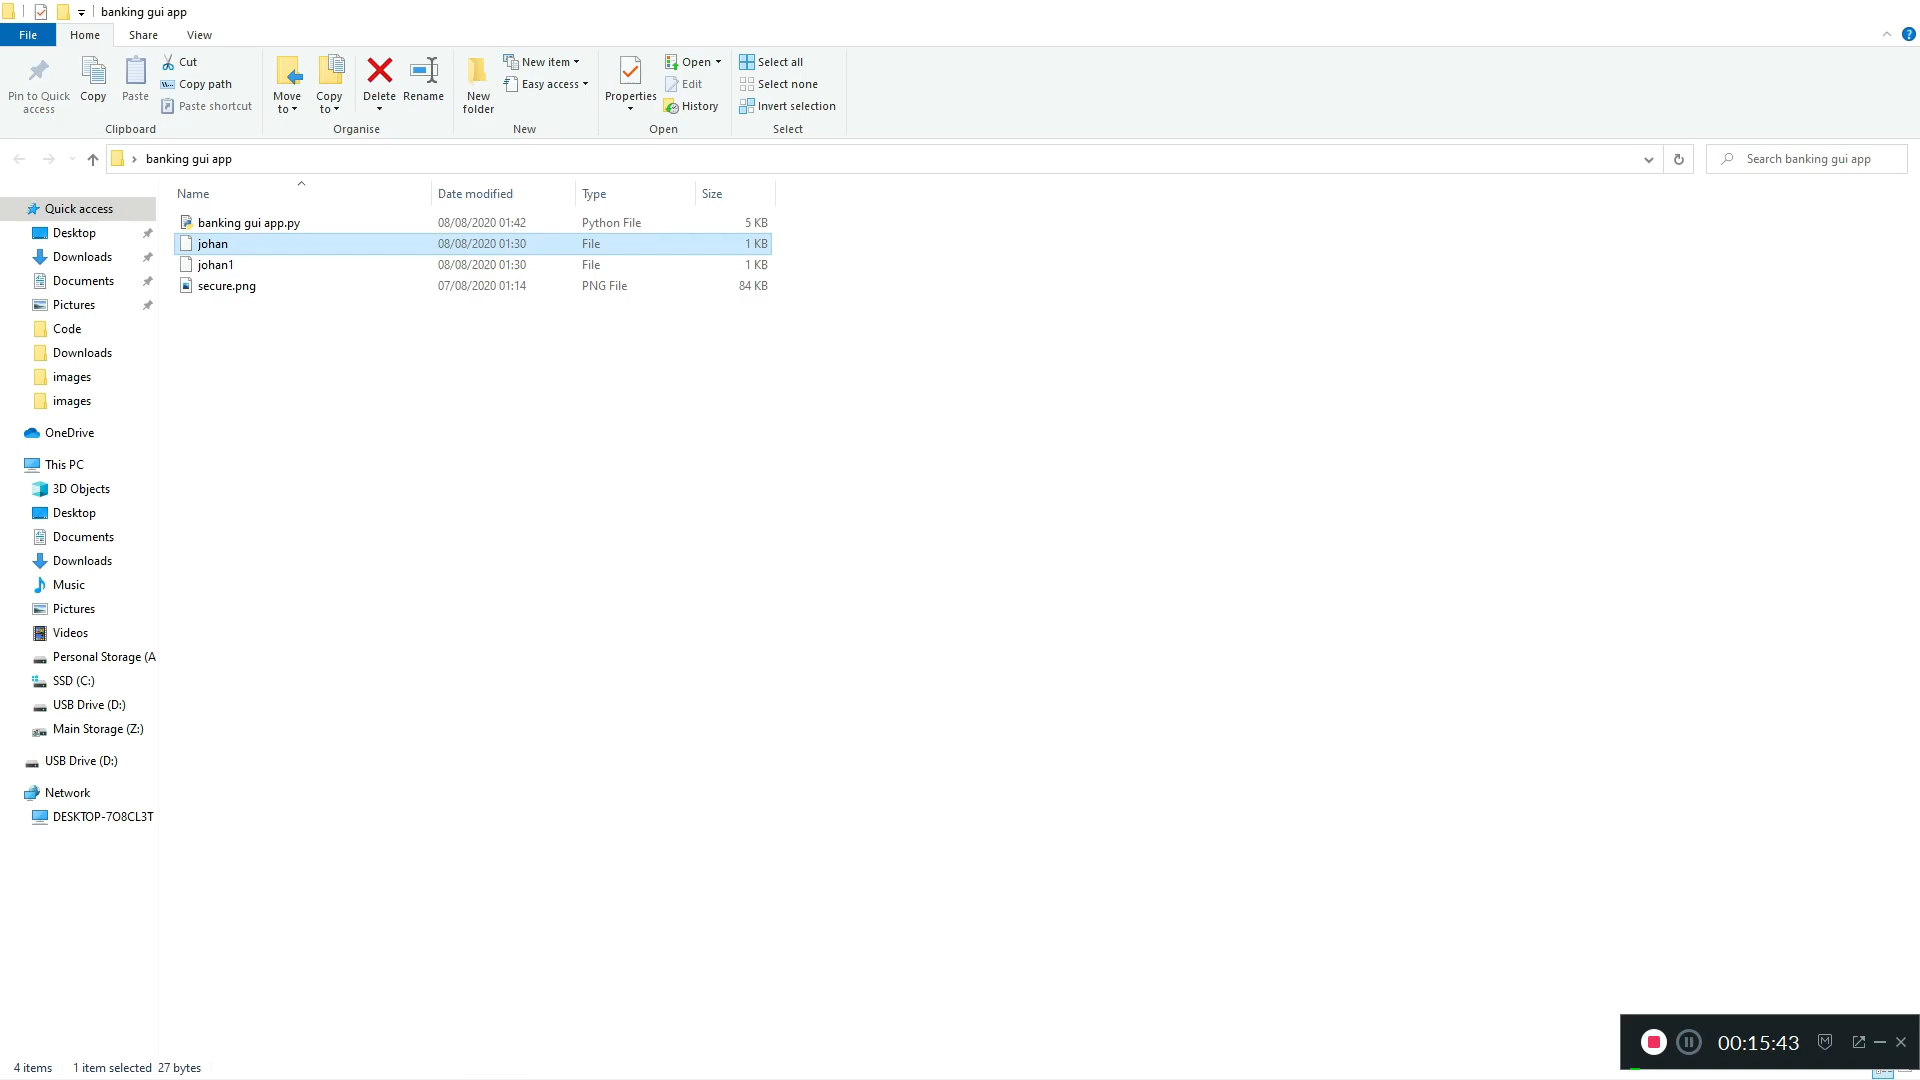 banking gui app
File Home Share View
Pin to Quick access
Copy
Paste
Cut
Copy path
Paste shortcut
Clipboard
Move to
Copy to
Delete
Rename
Organise
New folder
New item
Easy access
New
Properties
Open
Edit
History
Open
Select all
Select none
Invert selection
Select
banking gui app
Search banking gui app
Name Date modified Type Size
banking gui app.py 08/08/2020 01:42 Python File 5 KB
johan 08/08/2020 01:30 File 1 KB
johan1 08/08/2020 01:30 File 1 KB
secure.png 07/08/2020 01:14 PNG File 84 KB
Quick access
Desktop
Downloads
Documents
Pictures
Code
Downloads
images
images
OneDrive
This PC
3D Objects
Desktop
Documents
Downloads
Music
Pictures
Videos
Personal Storage (A
SSD (C:)
USB Drive (D:)
Main Storage (Z:)
USB Drive (D:)
Network
DESKTOP-7O8CL3T
4 items 1 item selected 27 bytes
00:15:43